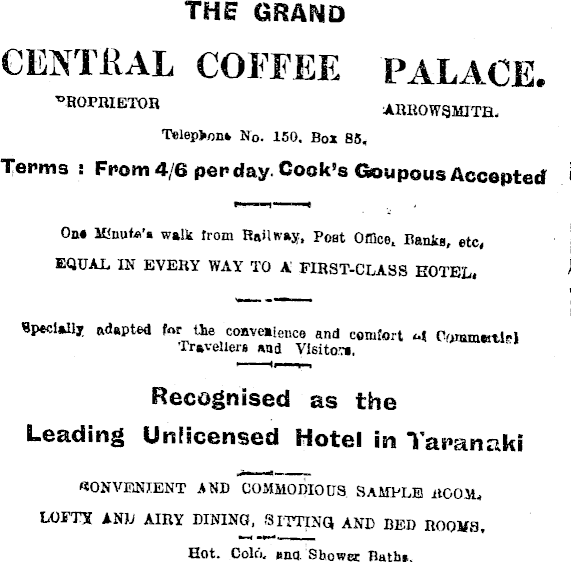 THE GRAND
CENTRAL COFFEE PALACE.
PROPRIETOR ARROWSMITH.
Telephone No. 150. Box 85.
Terms : From 4/6 per day. Cook's Coupous Accepted
One Minute's walk from Railway, Post Office, Banks, etc,
EQUAL IN EVERY WAY TO A FIRST-CLASS HOTEL.
Specially adapted for the convenience and comfort of Commercial
Travellers and Visitors.
Recognised as the
Leading Unlicensed Hotel in Taranaki
CONVENIENT AND COMMODIOUS SAMPLE ROOM.
LOFTY AND AIRY DINING, SITTING AND BED ROOMS.
Hot. Cold, and Shower Baths.